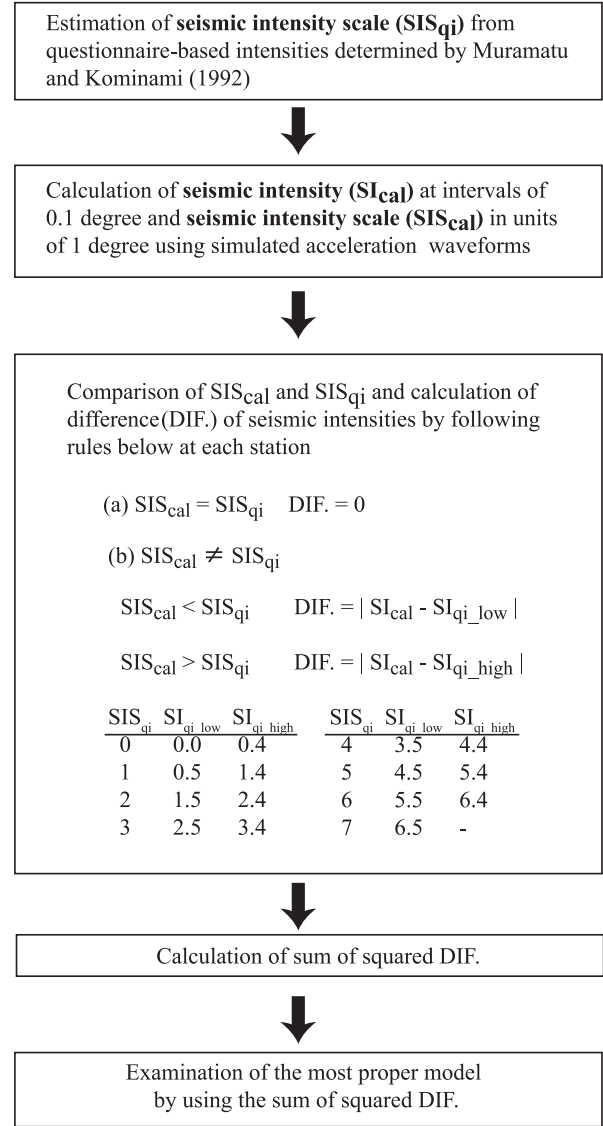 Estimation of seismic intensity scale (SISqi) from
questionnaire-based intensities determined by Muramatu
and Kominami (1992)
Calculation of seismic intensity (SIcal) at intervals of
0.1 degree and seismic intensity scale (SIScal) in units
of 1 degree using simulated acceleration waveforms
Comparison of SIScal and SISqi and calculation of
difference(DIF.) of seismic intensities by following
rules below at each station
(a) SIScal = SISqi DIF. = 0
(b) SIScal ≠ SISqi
SIScal < SISqi DIF. = | SIcal - SIqi_low |
SIScal > SISqi DIF. = | SIcal - SIqi_high |
SISqi SIqi_low SIqi_high SISqi SIqi_low SIqi_high
0 0.0 0.4 4 3.5 4.4
1 0.5 1.4 5 4.5 5.4
2 1.5 2.4 6 5.5 6.4
3 2.5 3.4 7 6.5 -
Calculation of sum of squared DIF.
Examination of the most proper model
by using the sum of squared DIF.